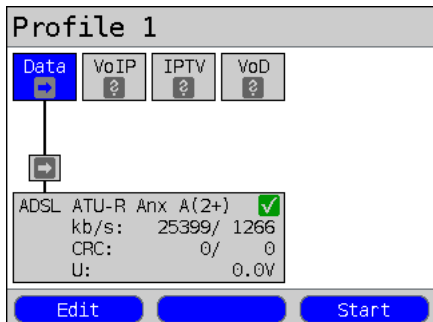 Profile 1
Data VoIP IPTV VoD
ADSL ATU-R Anx A(2+)
kb/s: 25399/ 1266
CRC: 0/ 0
U: 0.0V
Edit Start